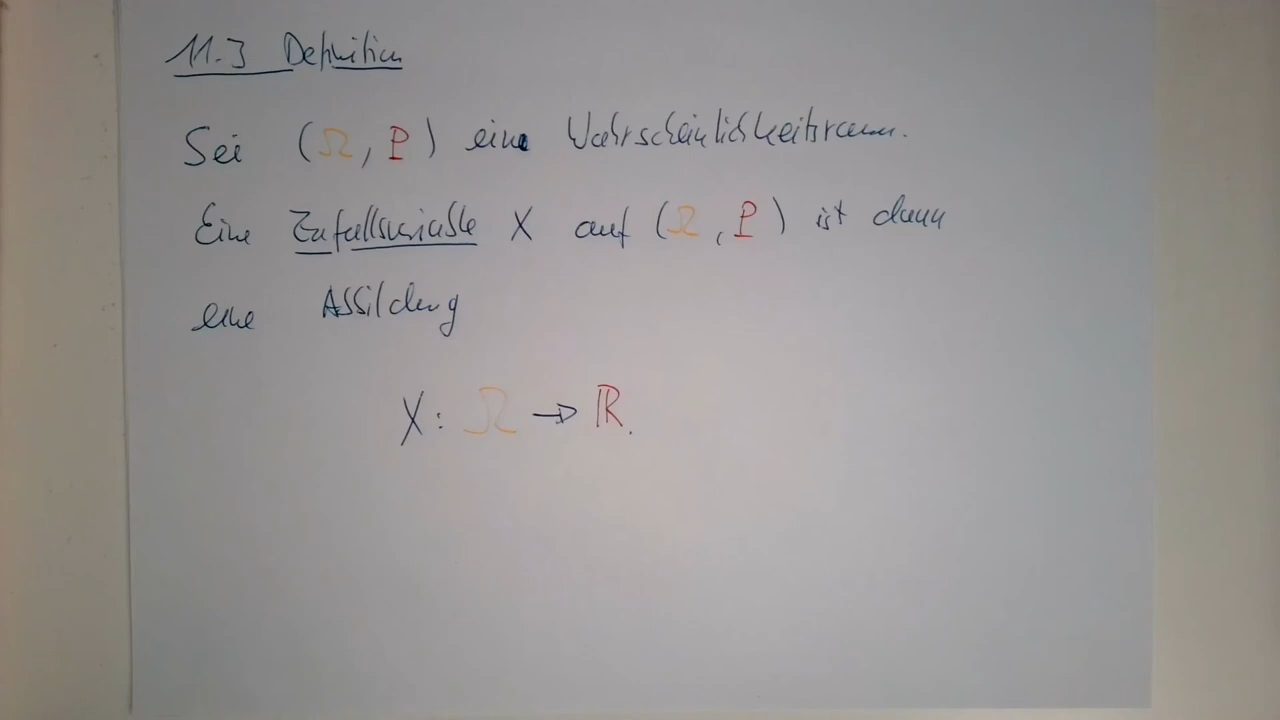 11.3 Definition
Sei (Ω, P) ein Wahrscheinlichkeitsraum.
Eine Zufallsvariable X auf (Ω, P) ist dann
eine Abbildung
X: Ω → ℝ.